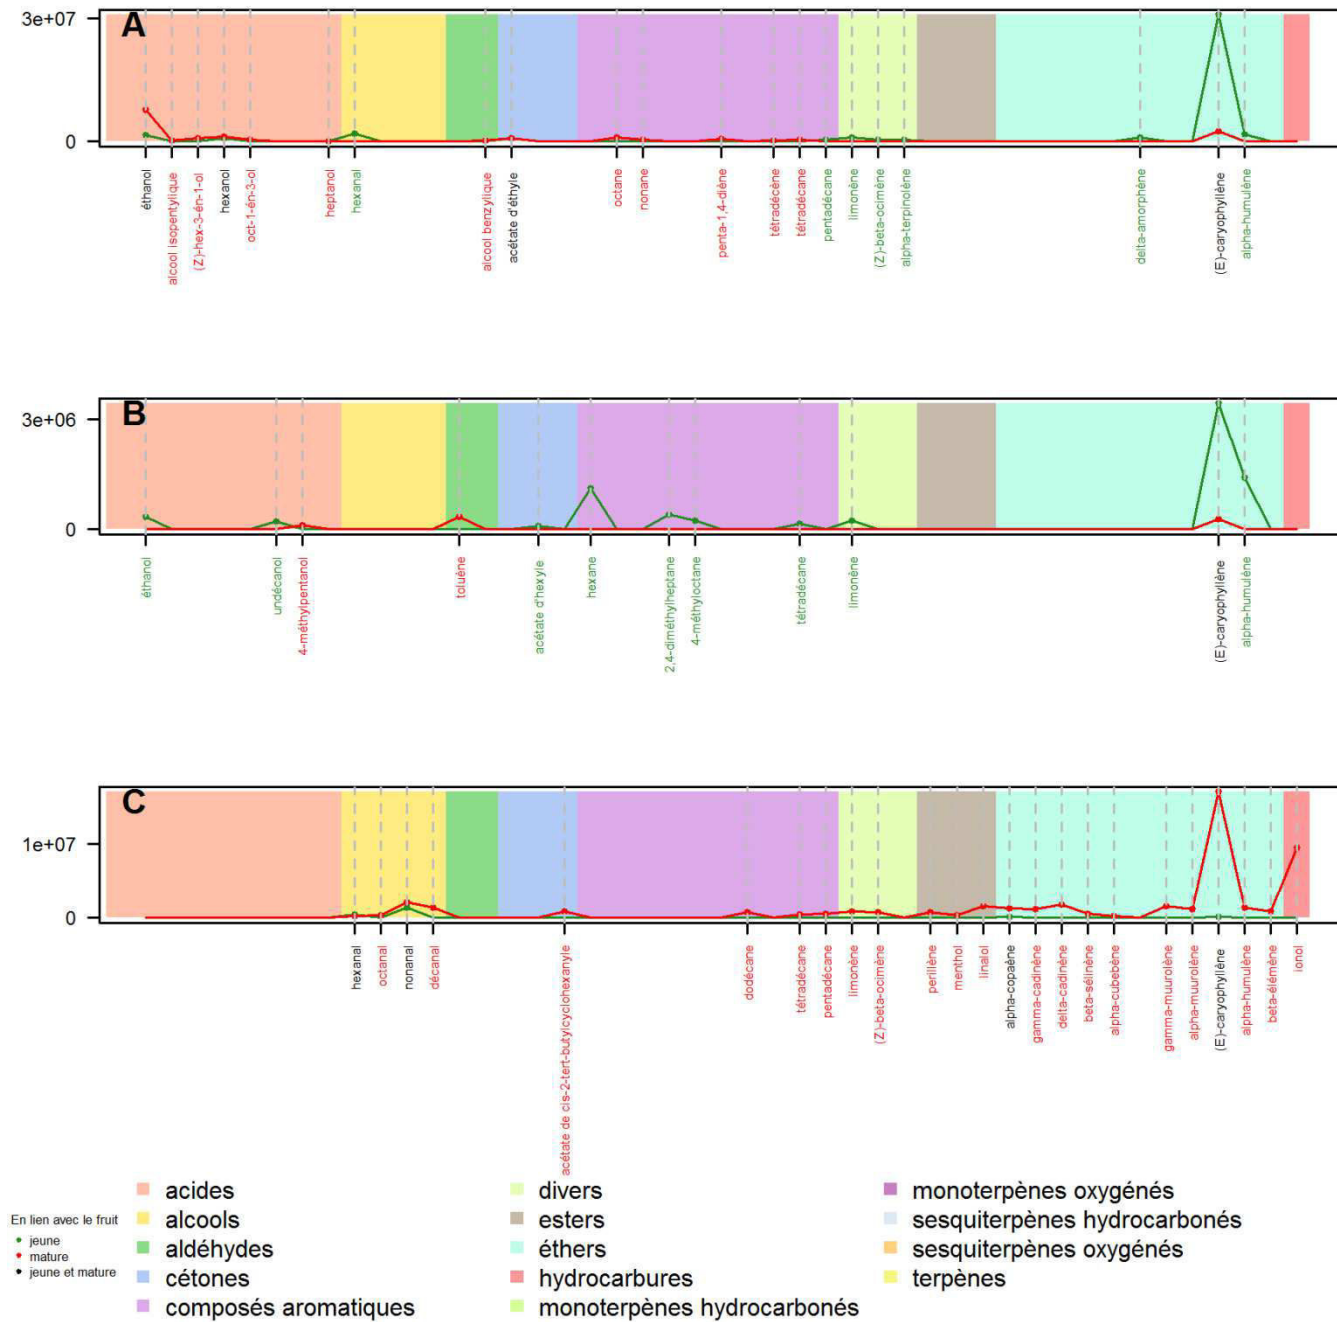 A
3e+07
0
éthanol
alcool isopentylique
(Z)-hex-3-én-1-ol
hexanol
oct-1-én-3-ol
heptanol
hexanal
alcool benzylique
acétate d'éthyle
octane
nonane
penta-1,4-diène
tétradécène
tétradécane
pentadécane
limonène
(Z)-beta-ocimène
alpha-terpinolène
delta-amorphène
(E)-caryophyllène
alpha-humulène
B
3e+06
0
éthanol
undécanol
4-méthylpentanol
toluène
acétate d'hexyle
hexane
2,4-diméthylheptane
4-méthyloctane
tétradécane
limonène
(E)-caryophyllène
alpha-humulène
C
1e+07
0
hexanal
octanal
nonanal
décanal
acétate de cis-2-tert-butylcyclohexanyle
dodécane
tétradécane
pentadécane
limonène
(Z)-beta-ocimène
perillène
menthol
linalol
alpha-copaène
gamma-cadinène
delta-cadinène
beta-sélinène
alpha-cubebène
gamma-muurolène
alpha-muurolène
(E)-caryophyllène
alpha-humulène
beta-élémène
ionol
En lien avec le fruit
jeune
mature
jeune et mature
acides
alcools
aldéhydes
cétones
composés aromatiques
divers
esters
éthers
hydrocarbures
monoterpènes hydrocarbonés
monoterpènes oxygénés
sesquiterpènes hydrocarbonés
sesquiterpènes oxygénés
terpènes